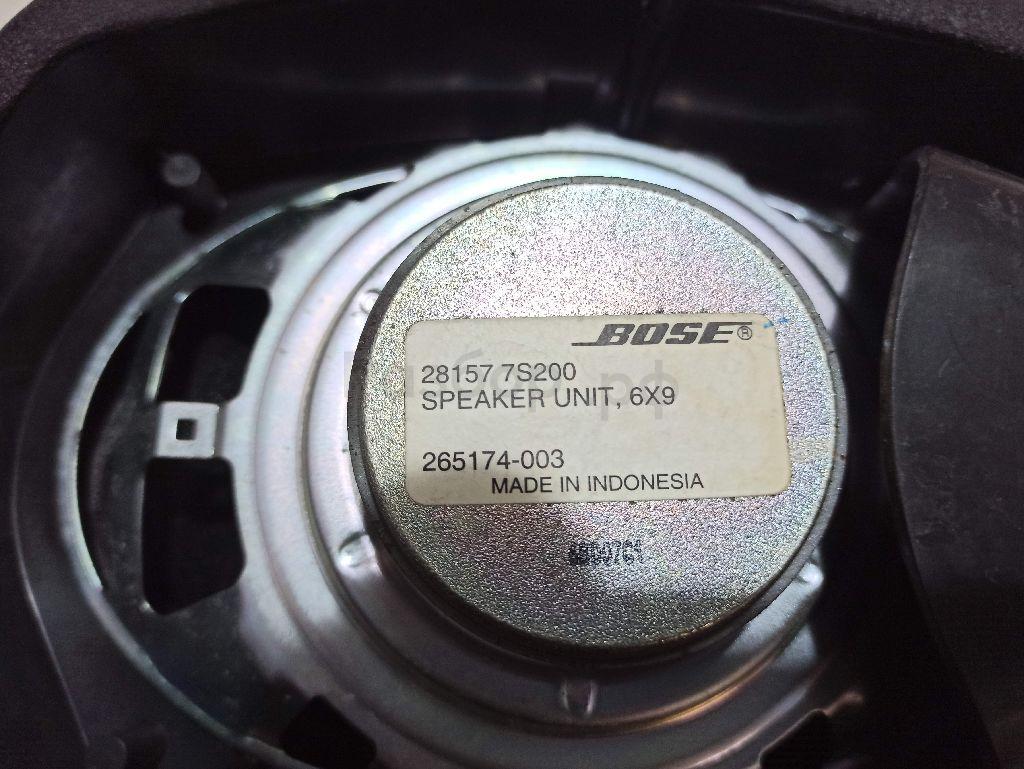 BOSE®
28157 7S200
SPEAKER UNIT, 6X9
265174-003
MADE IN INDONESIA